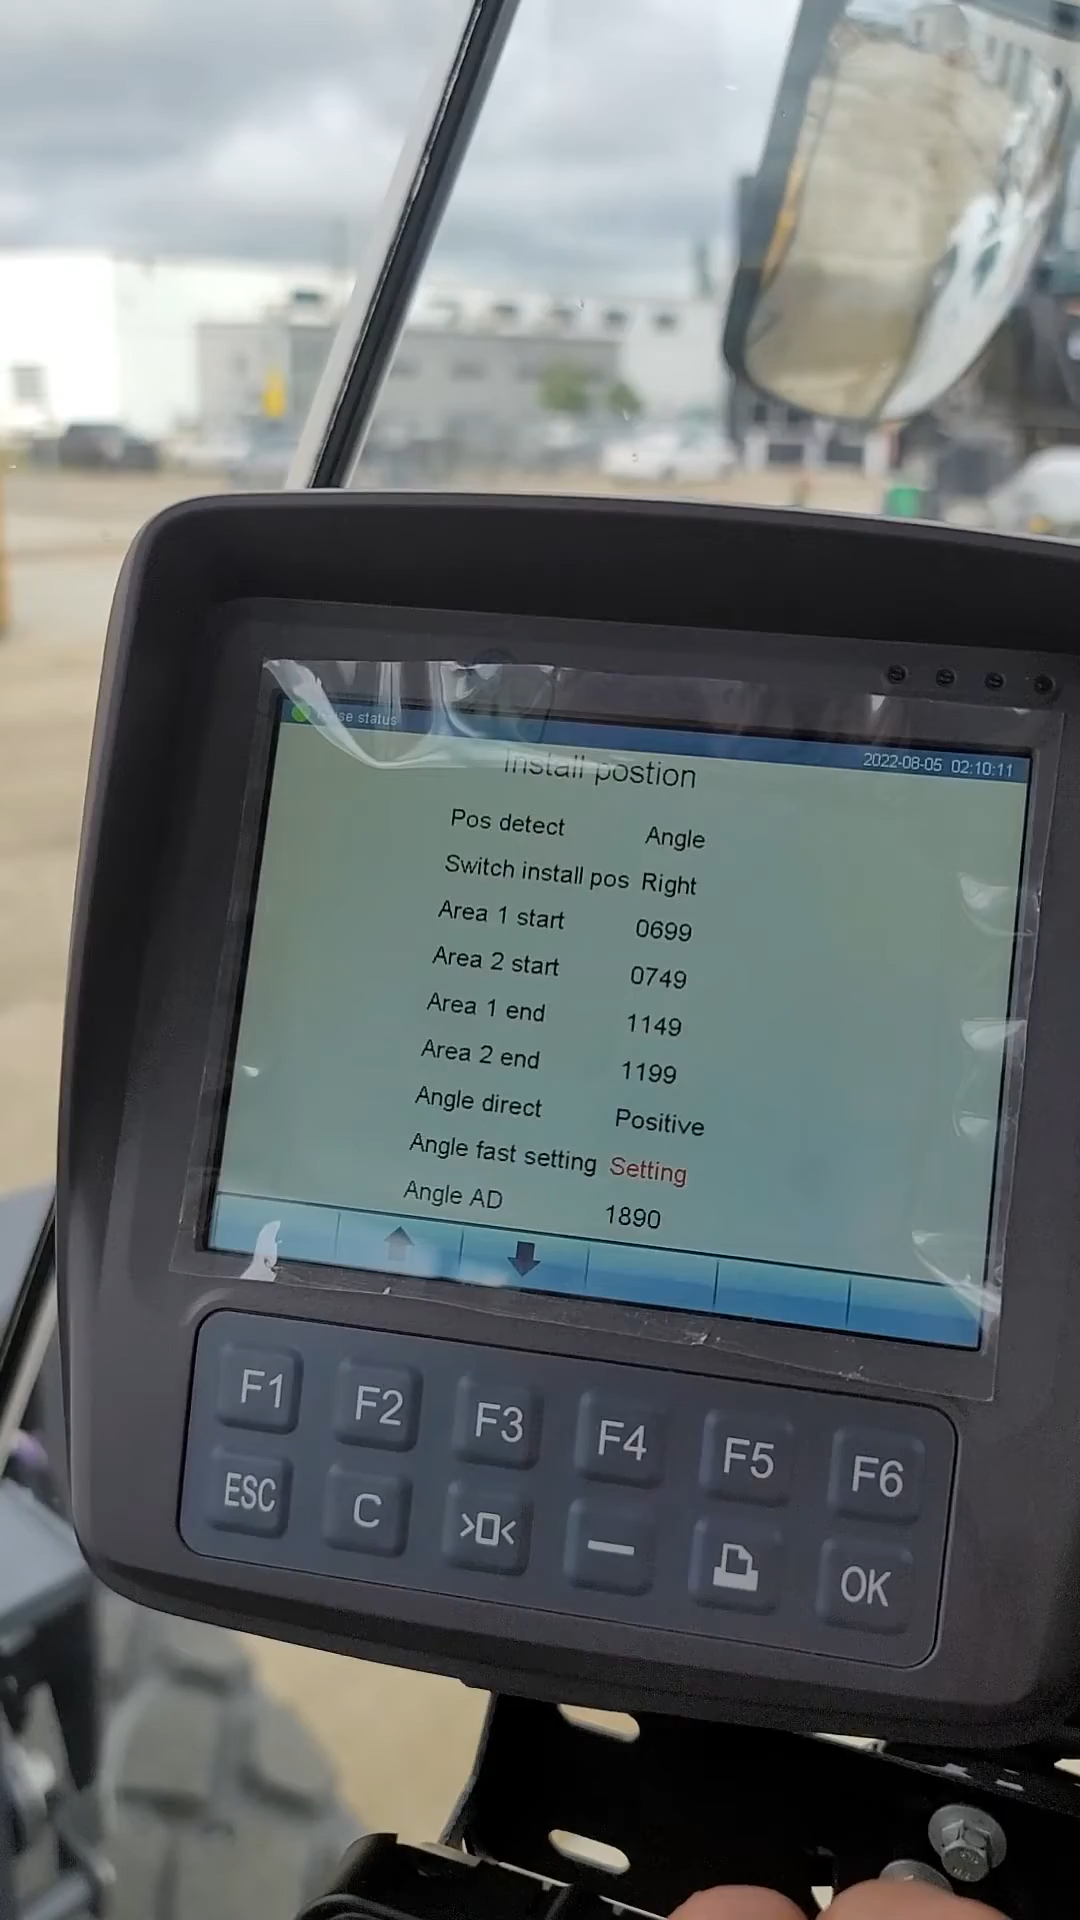 status
2022-08-05 02:10:11
Install postion
Pos detect Angle
Switch install pos Right
Area 1 start 0699
Area 2 start 0749
Area 1 end 1149
Area 2 end 1199
Angle direct Positive
Angle fast setting Setting
Angle AD 1890
F1 F2 F3 F4 F5 F6
ESC C >0< — OK